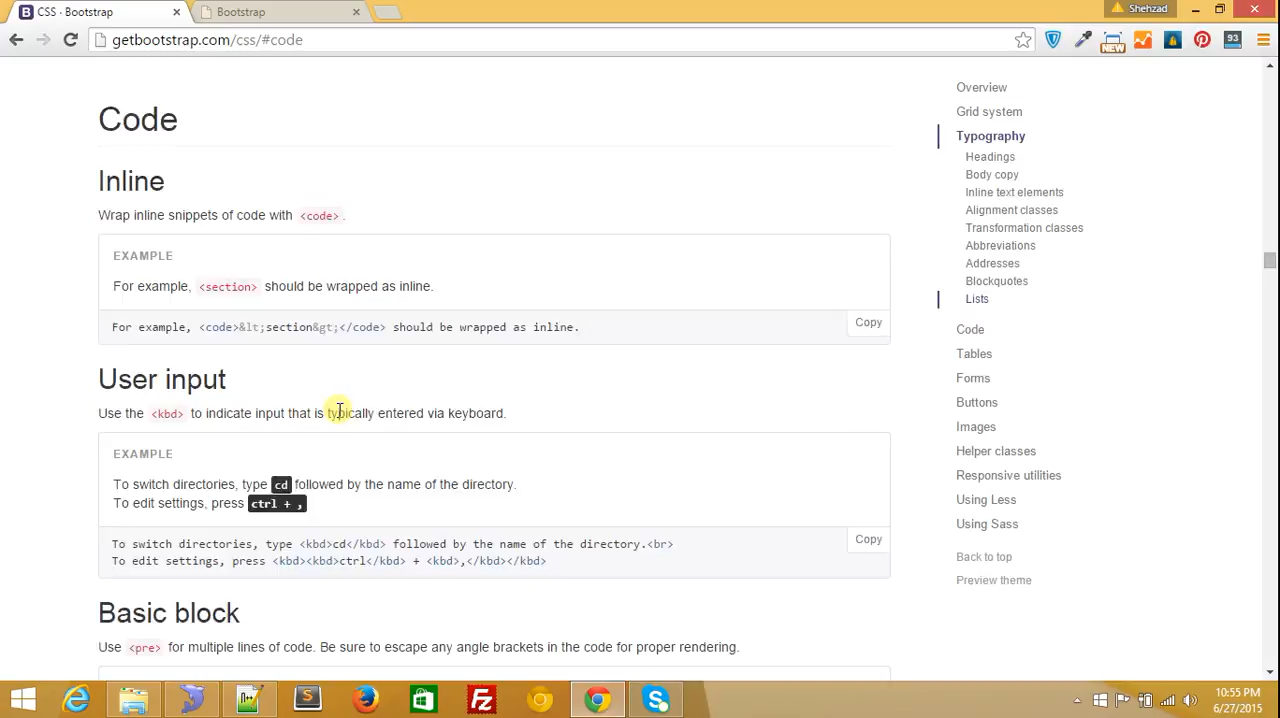 CSS · Bootstrap
Bootstrap
Shehzad
getbootstrap.com/css/#code
NEW
93
Code
Inline
Wrap inline snippets of code with <code>.
EXAMPLE
For example, <section> should be wrapped as inline.
For example, <code>&lt;section&gt;</code> should be wrapped as inline.
Copy
User input
Use the <kbd> to indicate input that is typically entered via keyboard.
EXAMPLE
To switch directories, type cd followed by the name of the directory.
To edit settings, press ctrl + ,
To switch directories, type <kbd>cd</kbd> followed by the name of the directory.<br>
To edit settings, press <kbd><kbd>ctrl</kbd> + <kbd>,</kbd></kbd>
Copy
Basic block
Use <pre> for multiple lines of code. Be sure to escape any angle brackets in the code for proper rendering.
Overview
Grid system
Typography
Headings
Body copy
Inline text elements
Alignment classes
Transformation classes
Abbreviations
Addresses
Blockquotes
Lists
Code
Tables
Forms
Buttons
Images
Helper classes
Responsive utilities
Using Less
Using Sass
Back to top
Preview theme
10:55 PM
6/27/2015